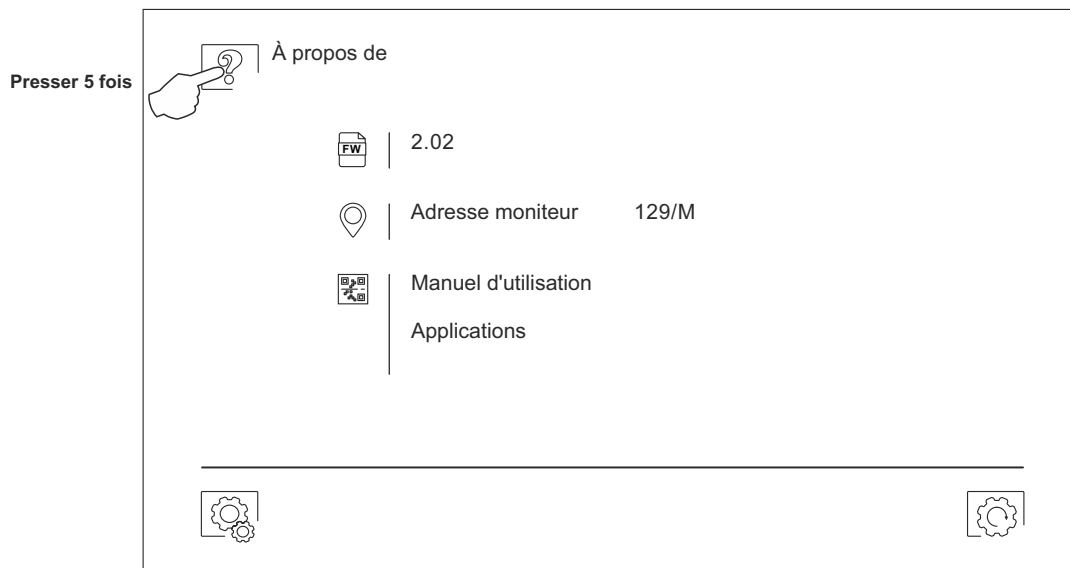 À propos de
Presser 5 fois
FW
2.02
Adresse moniteur 129/M
Manuel d'utilisation
Applications